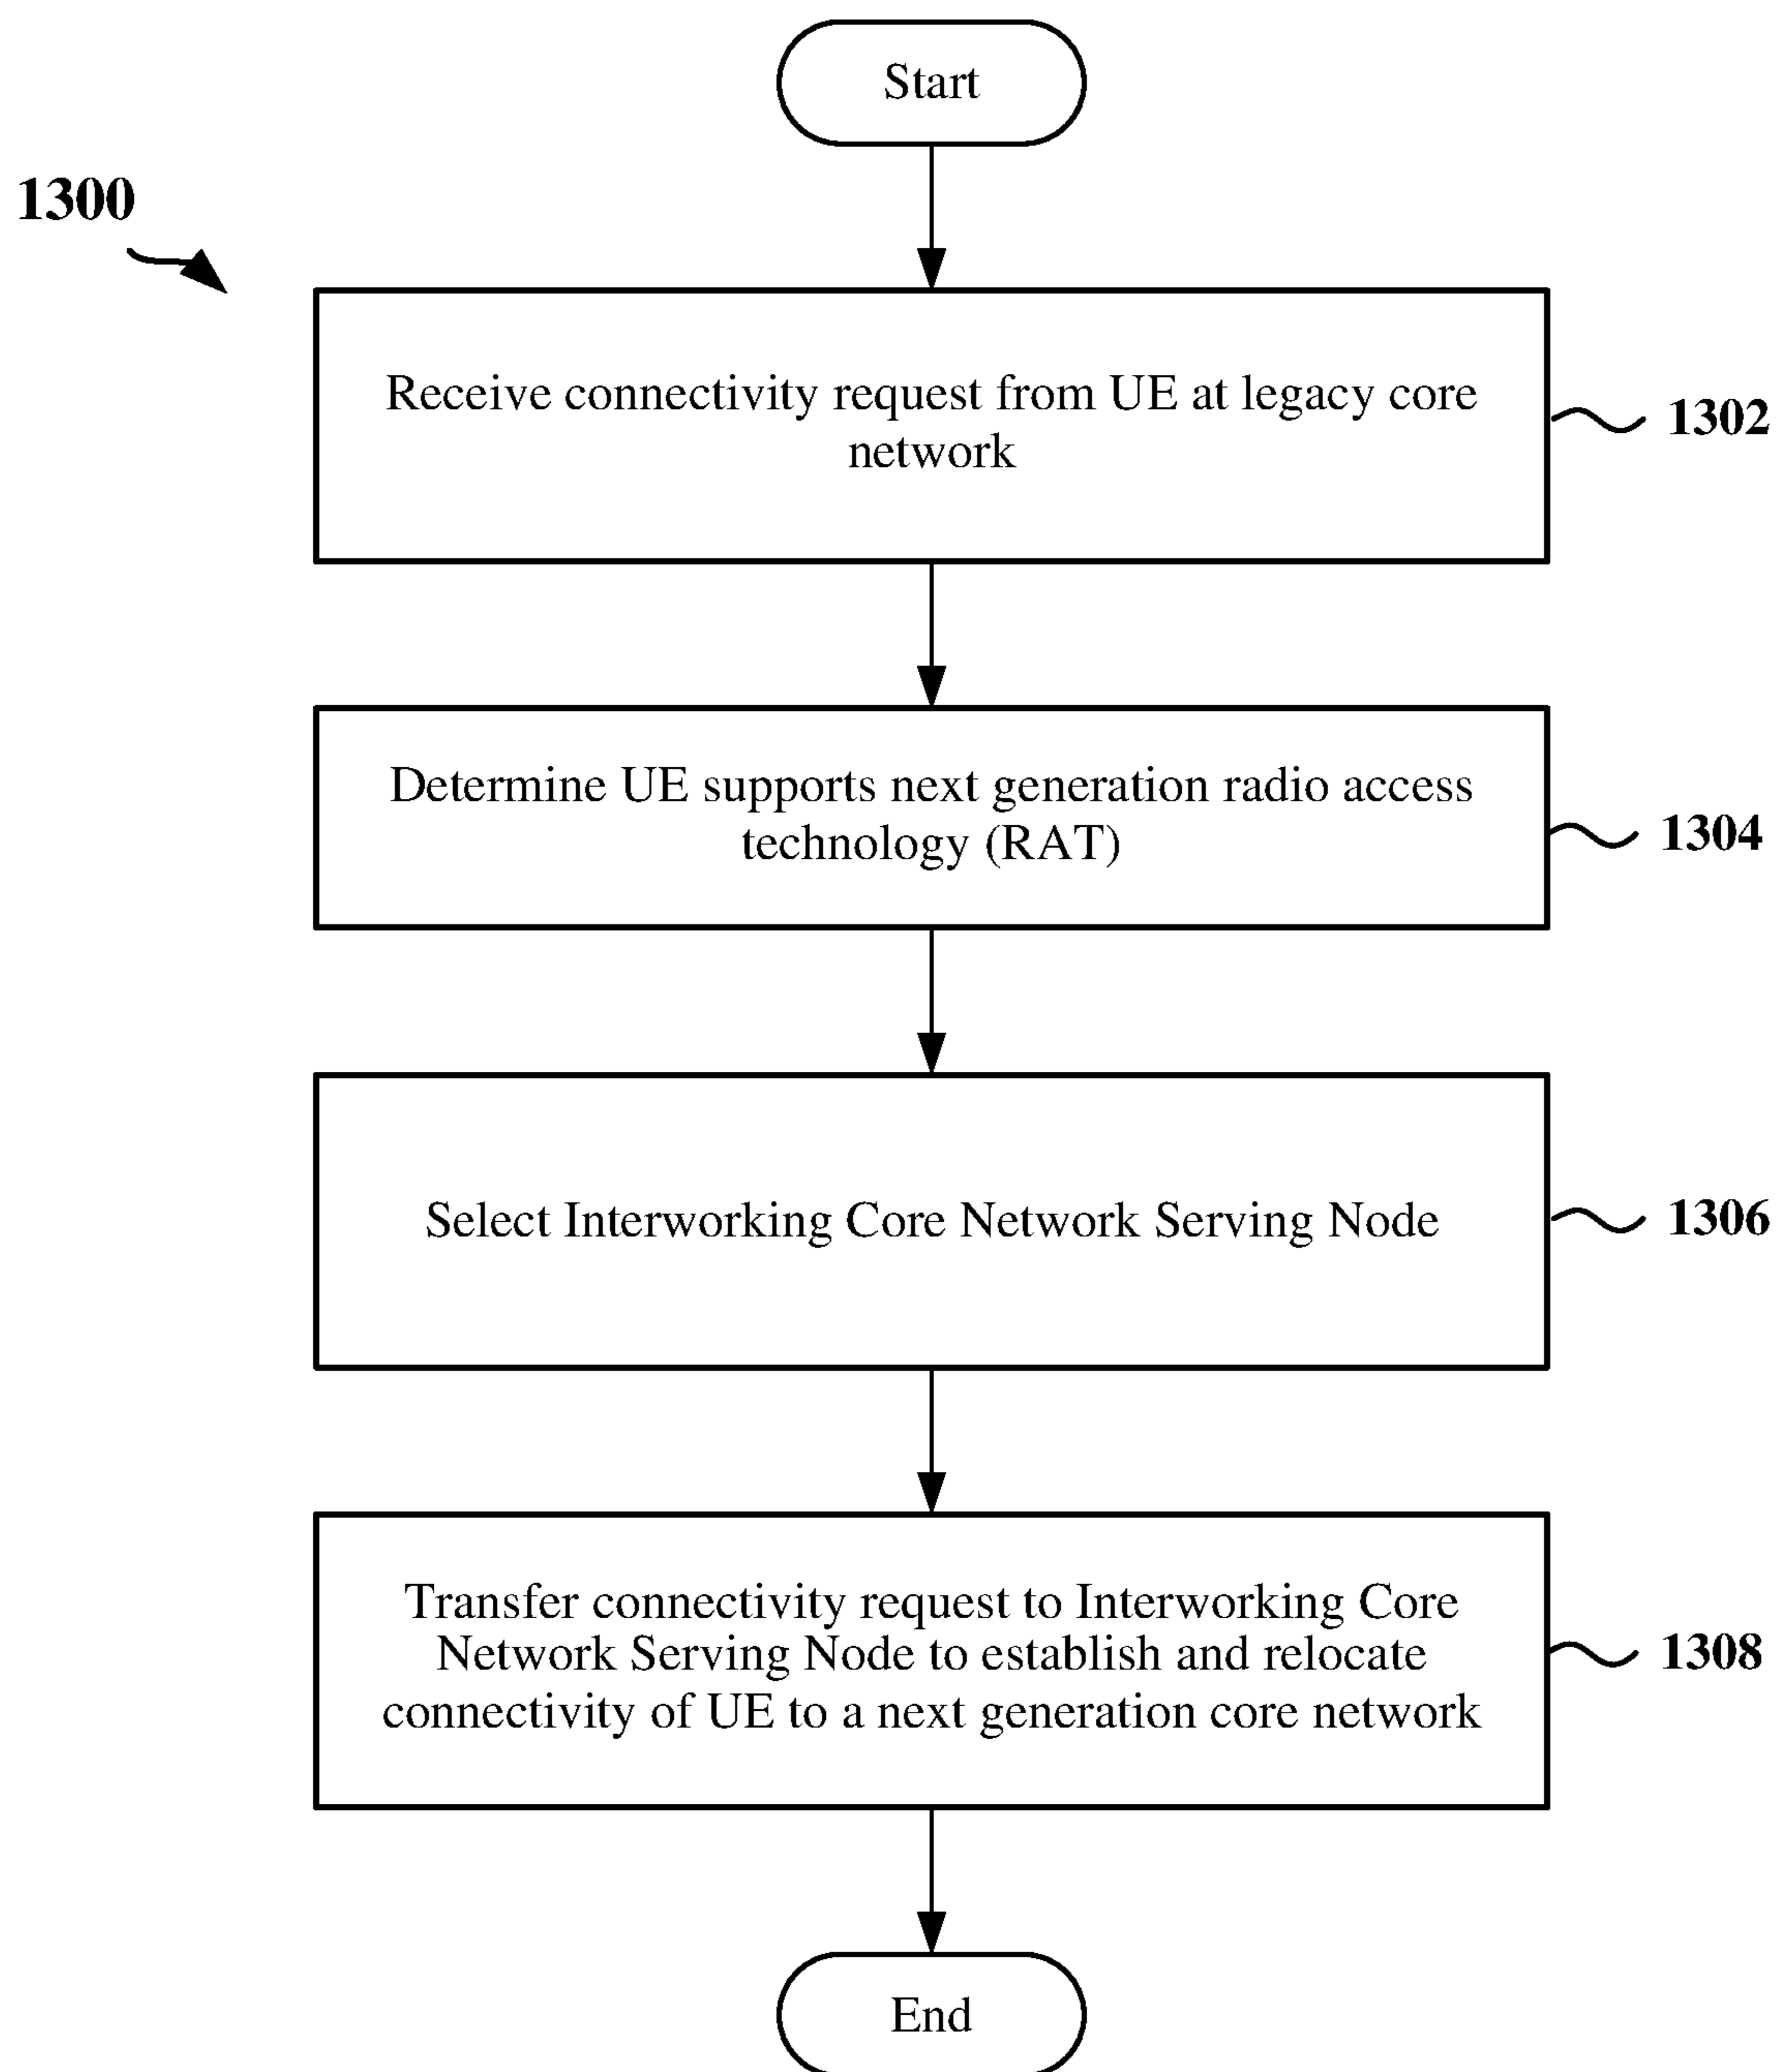 Start
1300
Receive connectivity request from UE at legacy core
network
1302
Determine UE supports next generation radio access
technology (RAT)
1304
Select Interworking Core Network Serving Node
1306
Transfer connectivity request to Interworking Core
Network Serving Node to establish and relocate
connectivity of UE to a next generation core network
1308
End